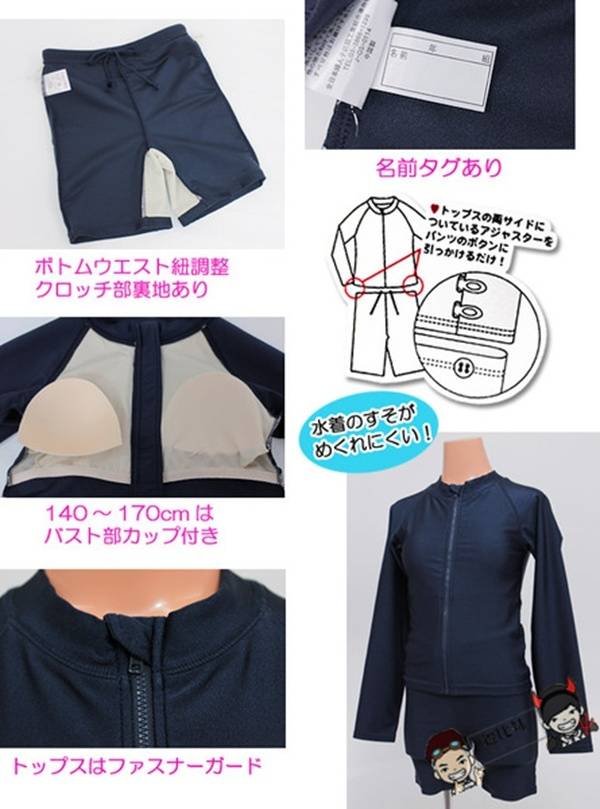 年 組
名前
名前タグあり
ボトムウエスト紐調整
クロッチ部裏地あり
♥トップスの両サイドに
ついているアジャスターを
パンツのボタンに
引っかけるだけ！
水着のすそが
めくれにくい！
140～170cmは
バスト部カップ付き
トップスはファスナーガード